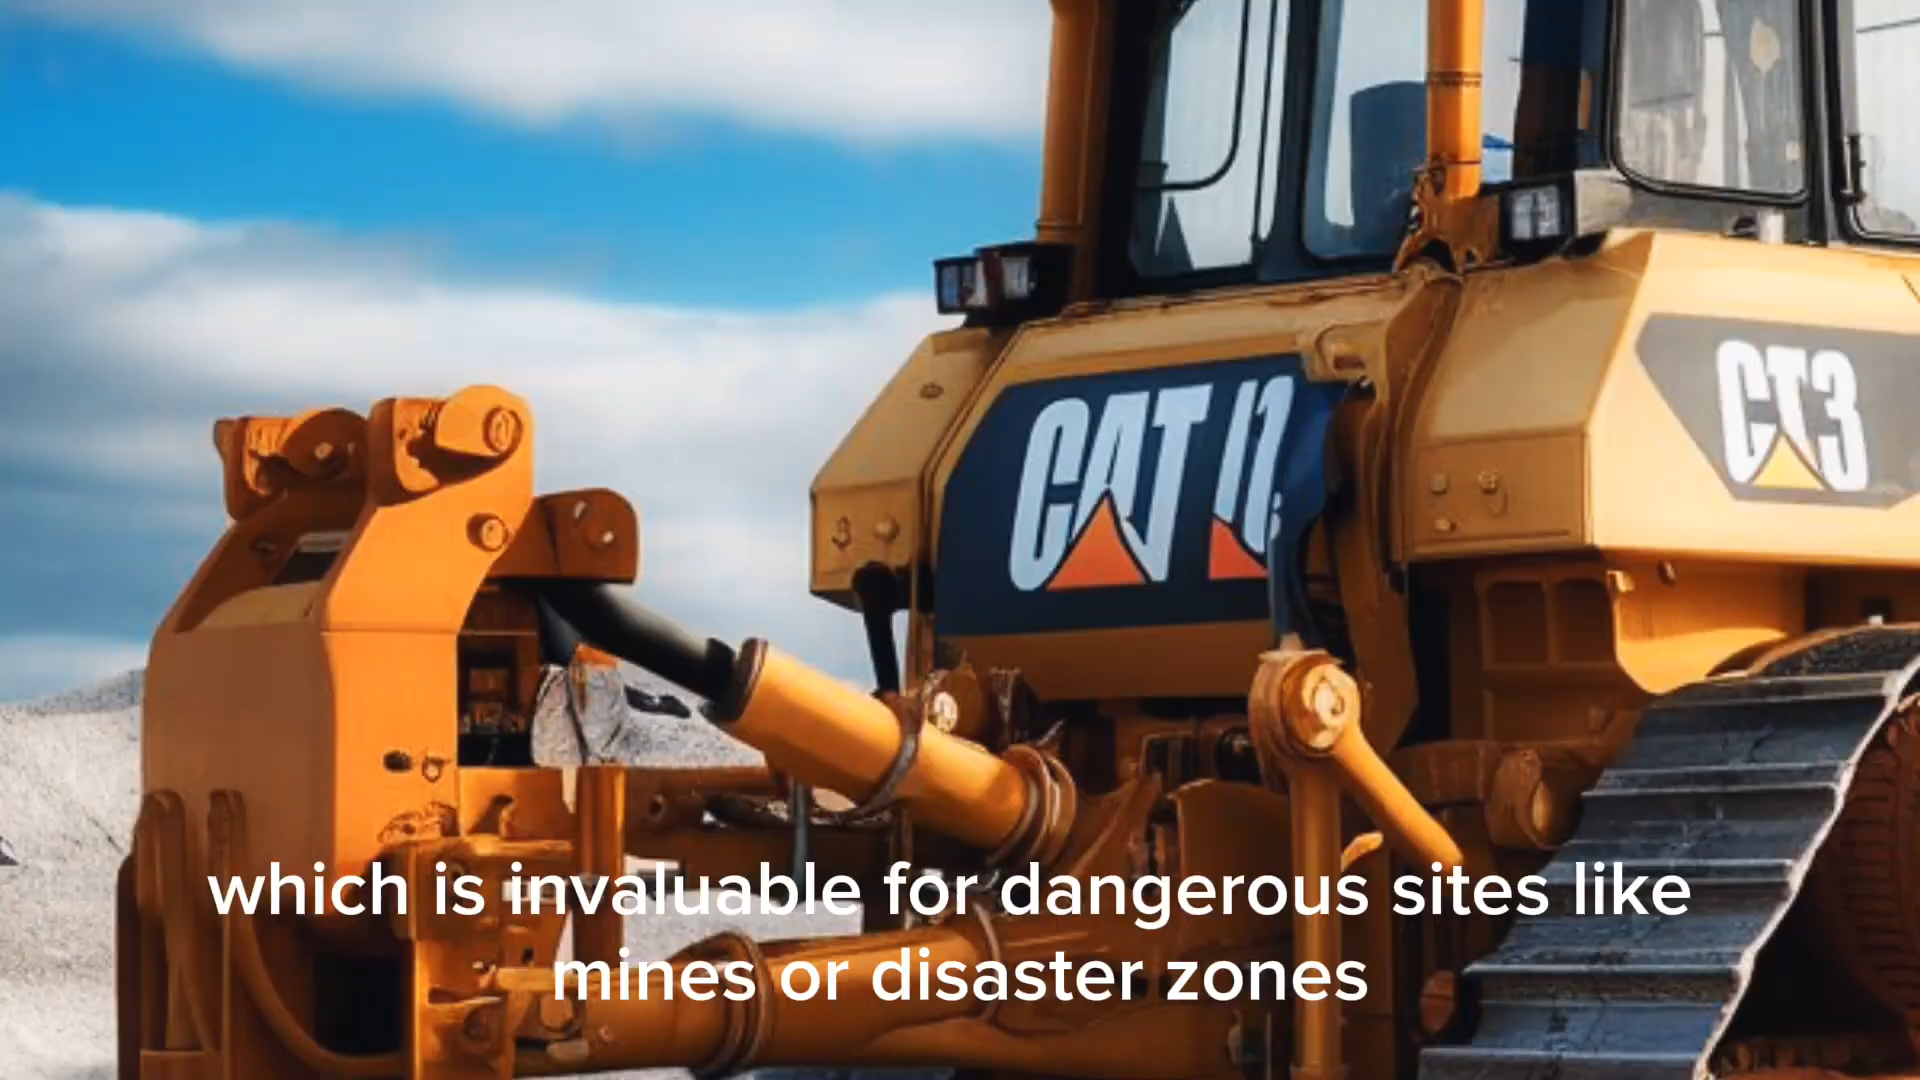 CAT
CT3
which is invaluable for dangerous sites like
mines or disaster zones